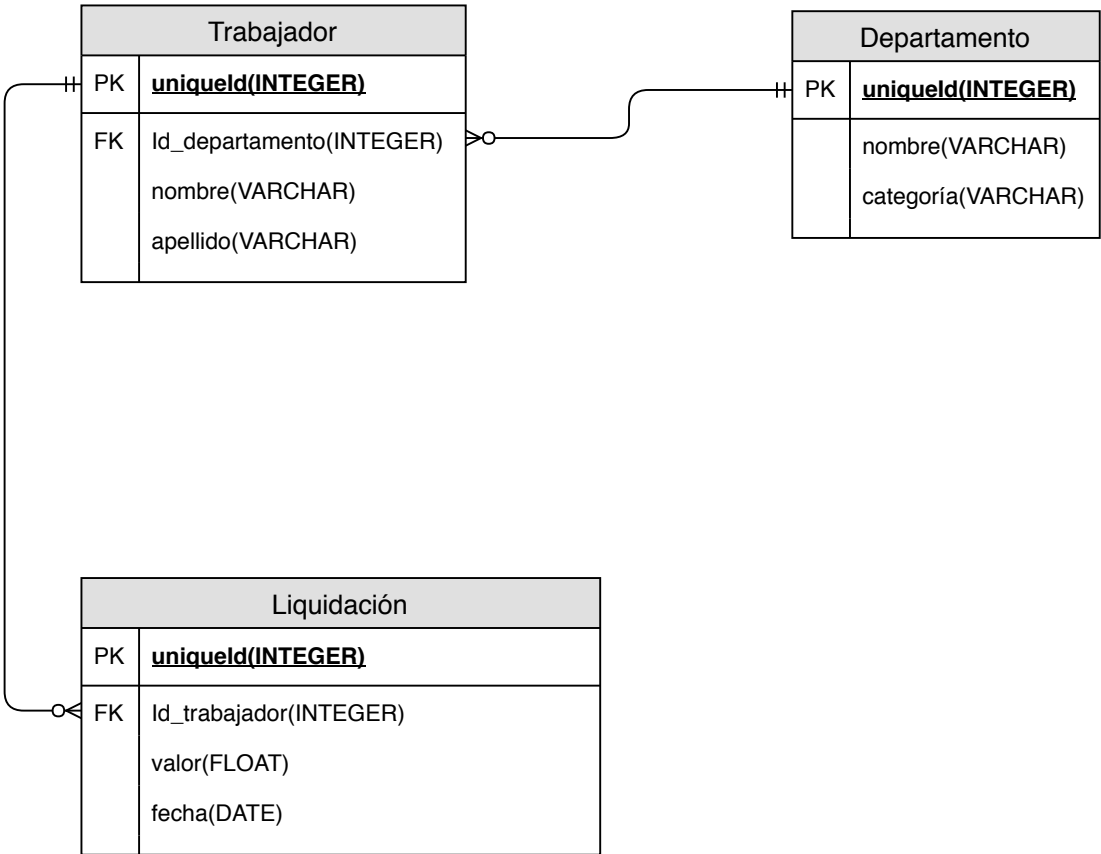 Trabajador
PK uniqueId(INTEGER)
FK Id_departamento(INTEGER)
nombre(VARCHAR)
apellido(VARCHAR)
Departamento
PK uniqueId(INTEGER)
nombre(VARCHAR)
categoría(VARCHAR)
Liquidación
PK uniqueId(INTEGER)
FK Id_trabajador(INTEGER)
valor(FLOAT)
fecha(DATE)